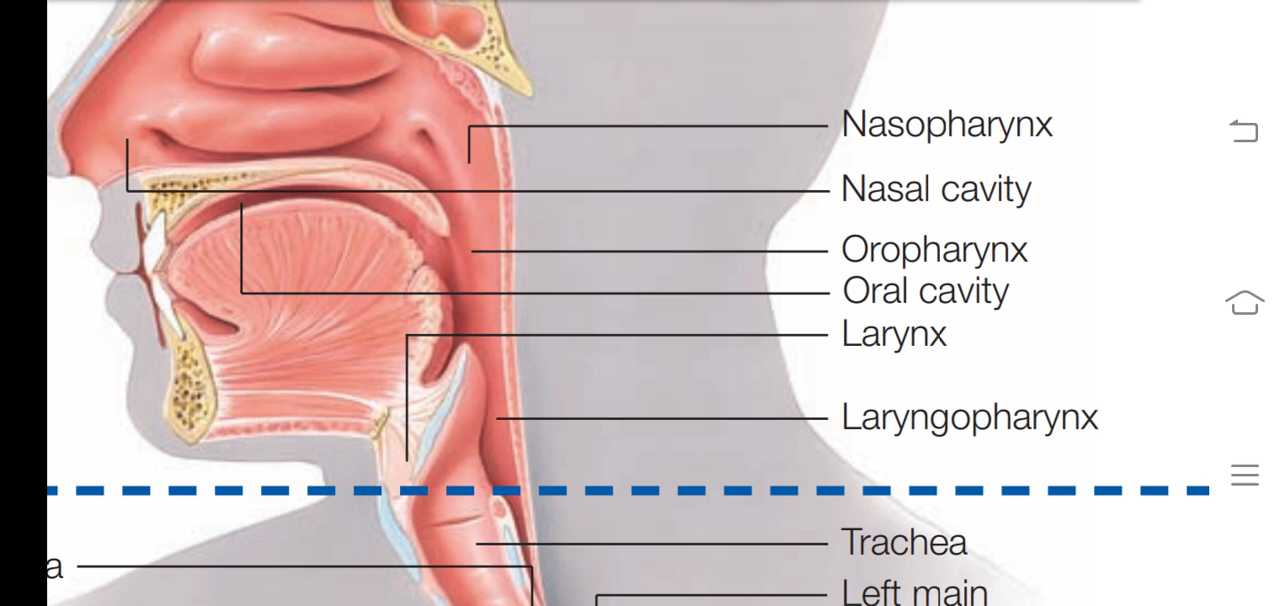 Nasopharynx
Nasal cavity
Oropharynx
Oral cavity
Larynx
Laryngopharynx
Trachea
a
Left main